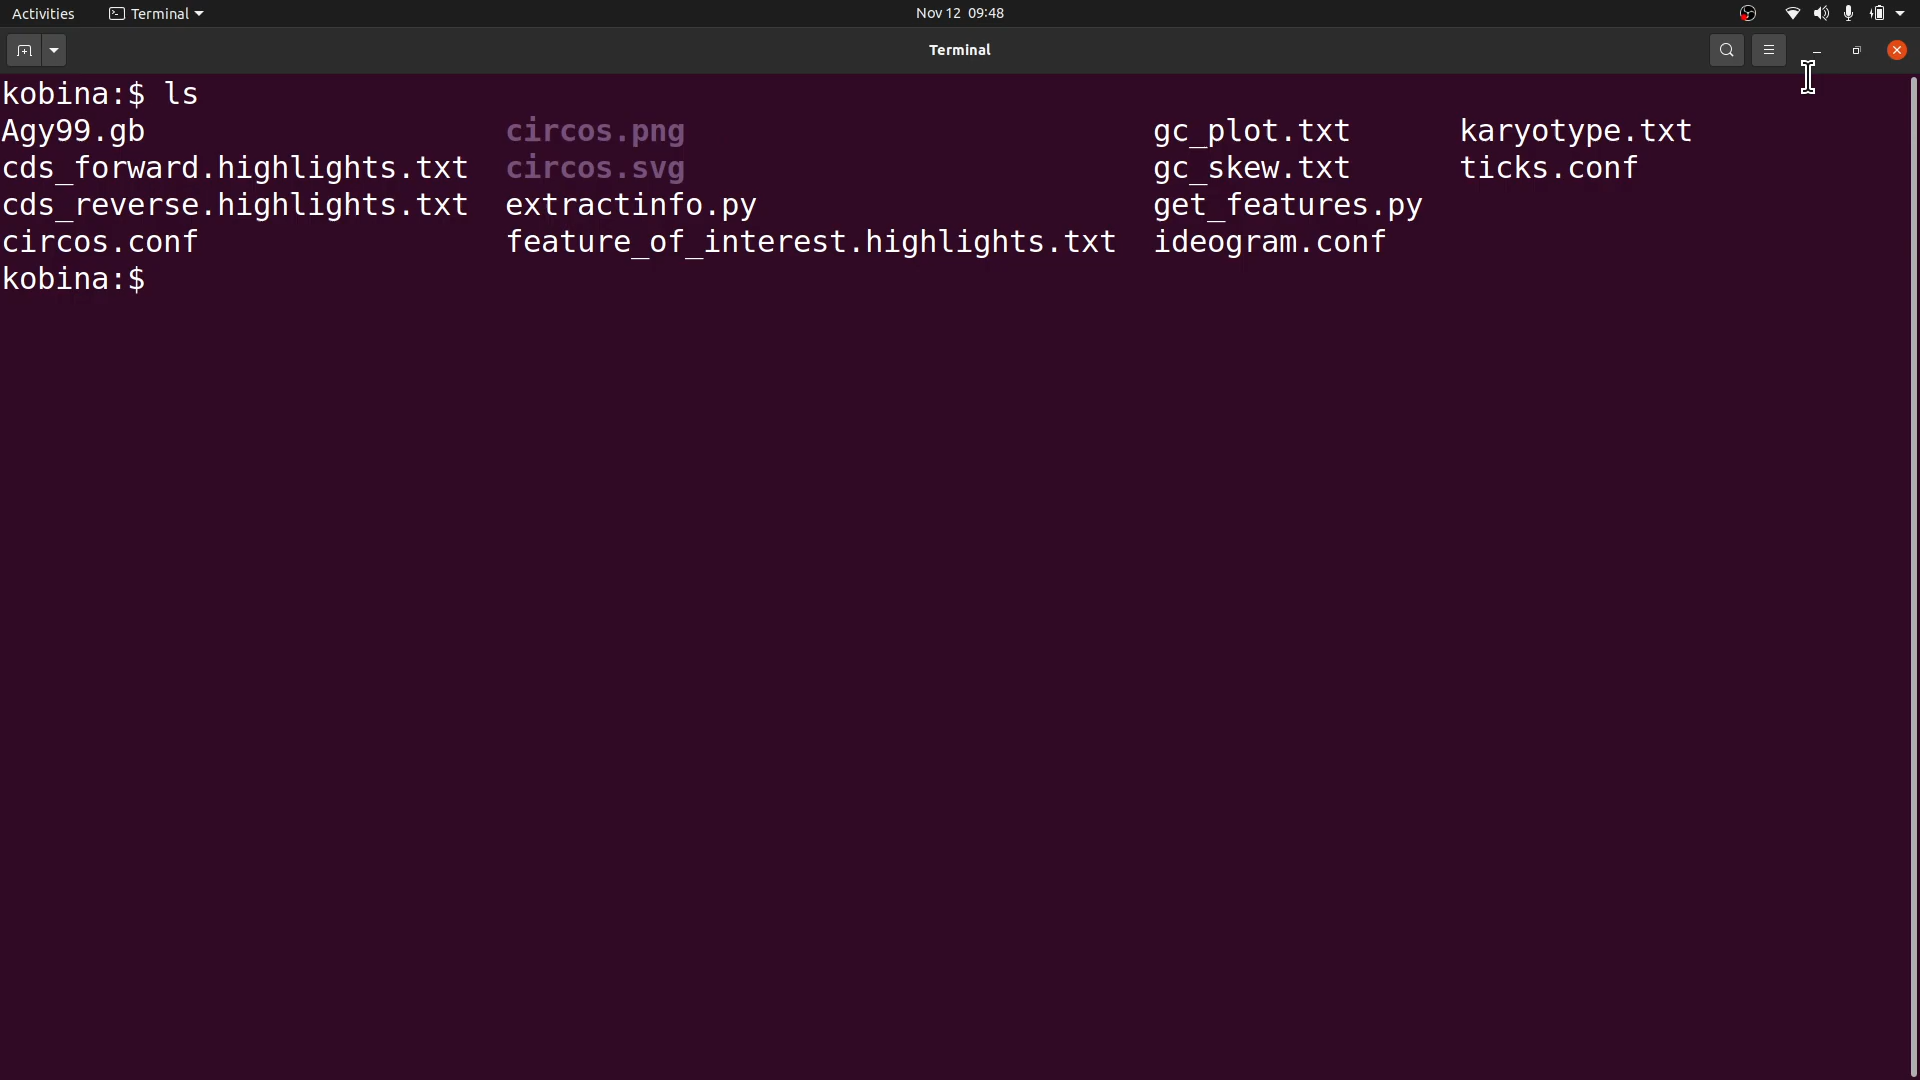 Activities Terminal Nov 12 09:48
Terminal
kobina:$ ls
Agy99.gb circos.png gc_plot.txt karyotype.txt
cds_forward.highlights.txt circos.svg gc_skew.txt ticks.conf
cds_reverse.highlights.txt extractinfo.py get_features.py
circos.conf feature_of_interest.highlights.txt ideogram.conf
kobina:$